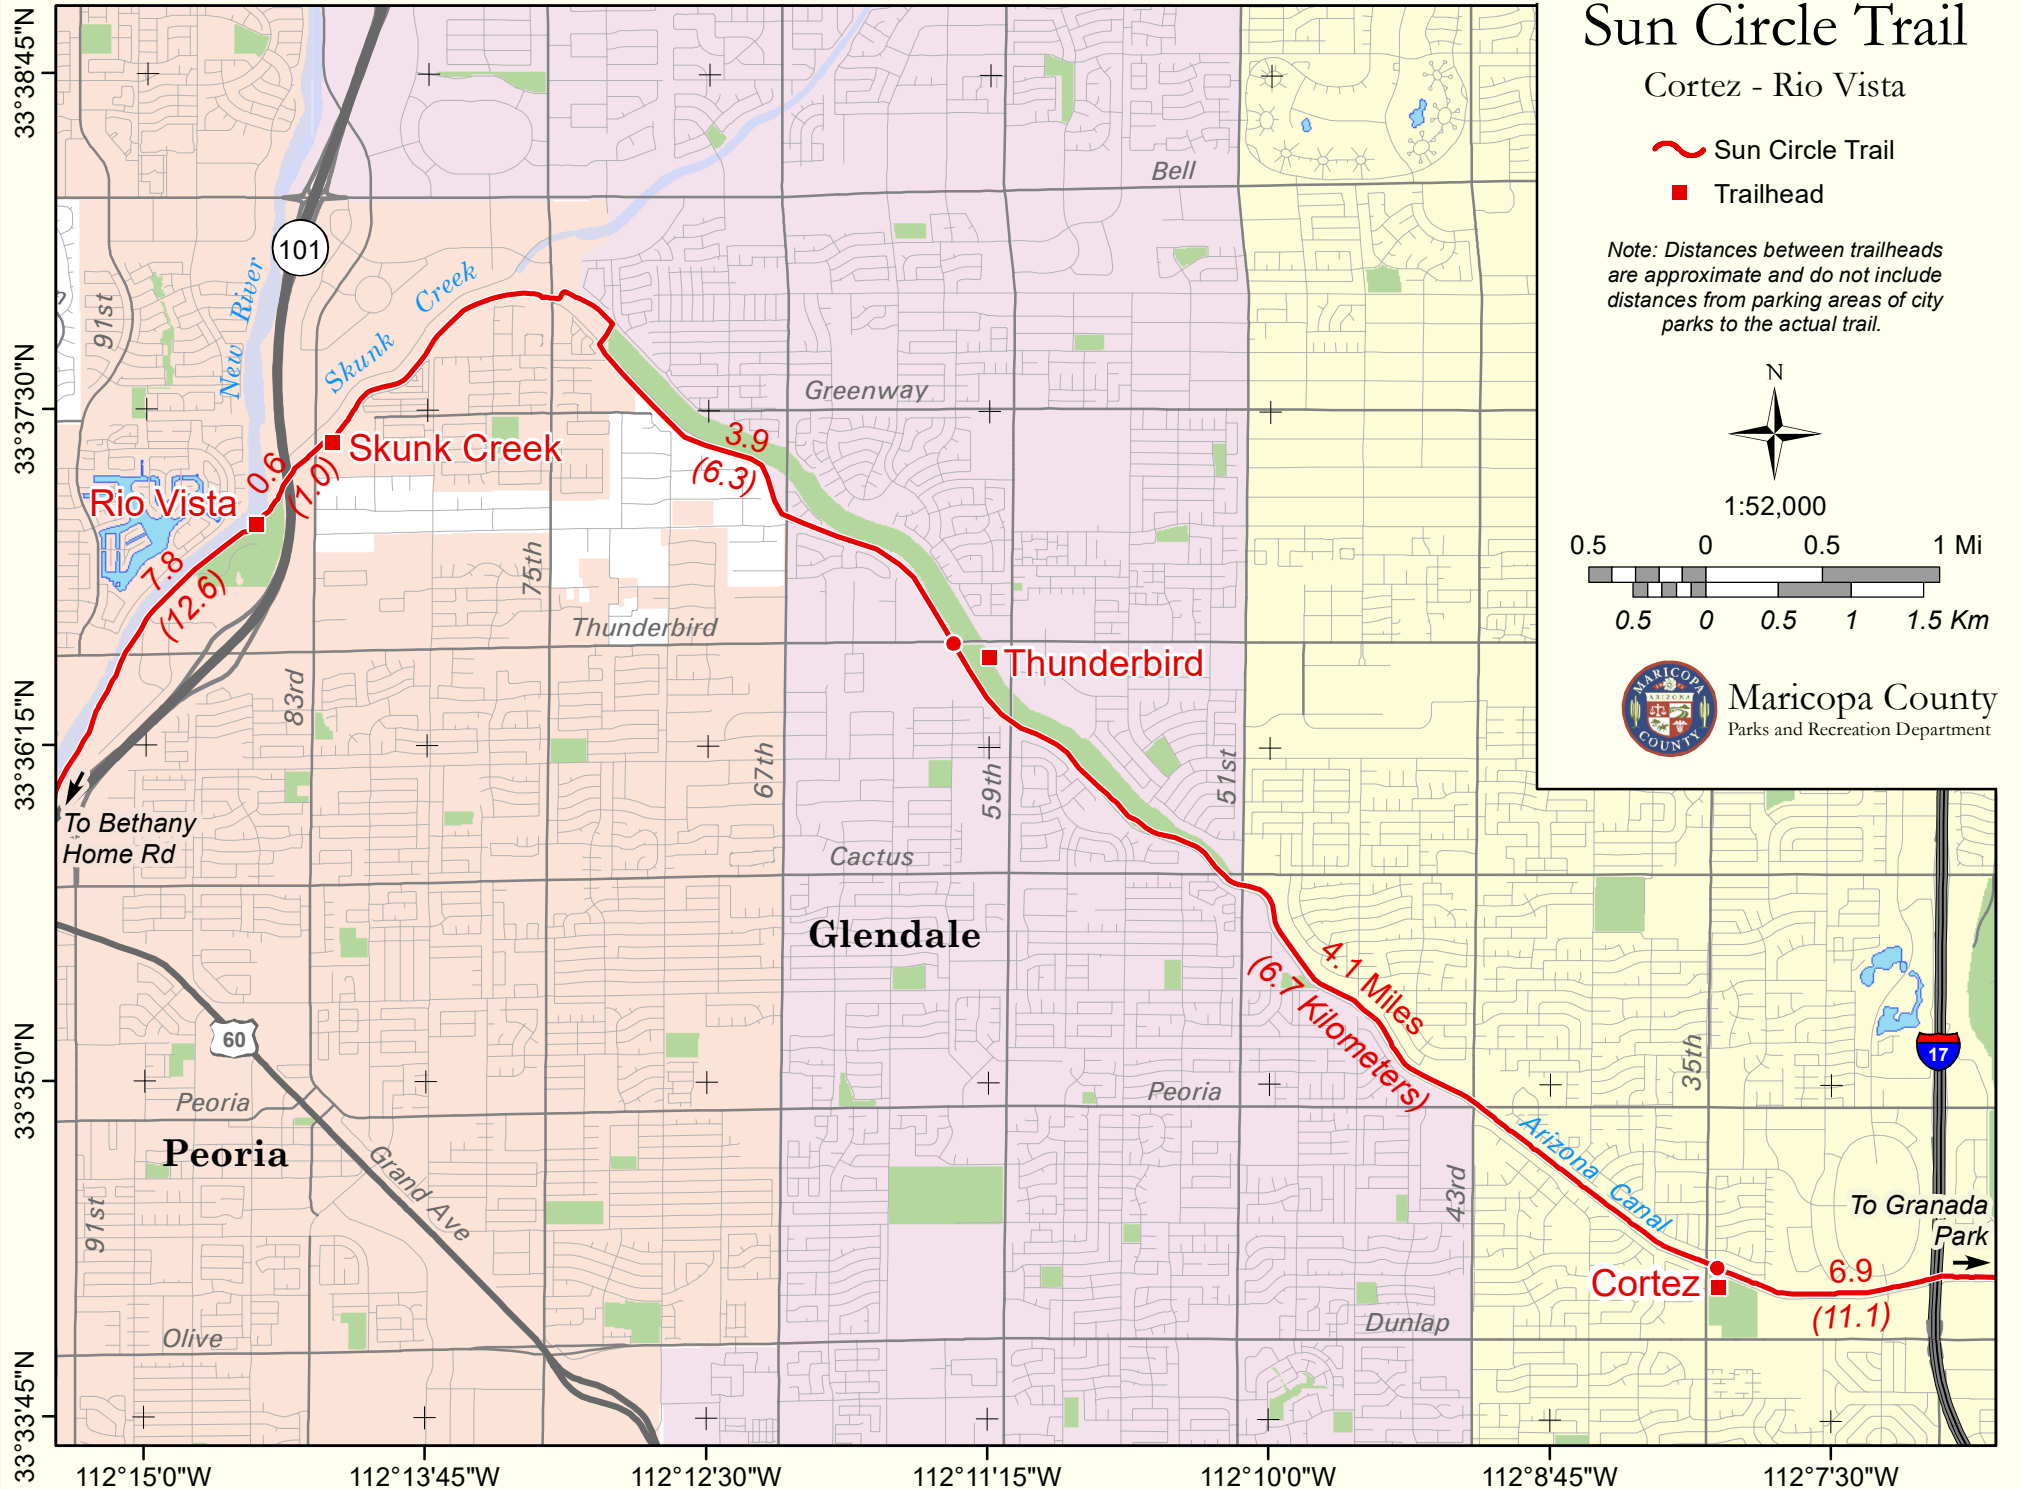 Sun Circle Trail
Cortez - Rio Vista
Sun Circle Trail
Trailhead
Note: Distances between trailheads
are approximate and do not include
distances from parking areas of city
parks to the actual trail.
N
1:52,000
0.5 0 0.5 1 Mi
0.5 0 0.5 1 1.5 Km
MARICOPA
ARIZONA
COUNTY
Maricopa County
Parks and Recreation Department
33°38'45"N
33°37'30"N
33°36'15"N
33°35'0"N
33°33'45"N
112°15'0"W
112°13'45"W
112°12'30"W
112°11'15"W
112°10'0"W
112°8'45"W
112°7'30"W
Bell
101
New River
Skunk Creek
91st
Greenway
3.9
(6.3)
Skunk Creek
0.6
(1.0)
Rio Vista
7.8
(12.6)
75th
Thunderbird
Thunderbird
83rd
67th
59th
51st
To Bethany
Home Rd
Cactus
Glendale
4.1 Miles
(6.7 Kilometers)
60
17
35th
Peoria
Peoria
Peoria
Arizona Canal
Grand Ave
91st
43rd
To Granada
Park
Cortez
6.9
(11.1)
Olive
Dunlap